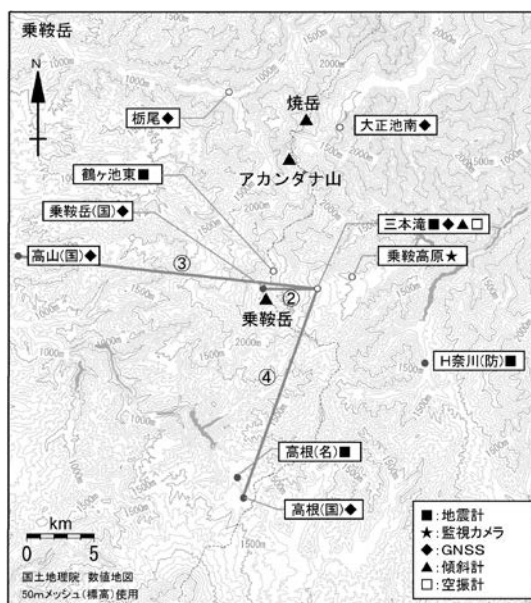 乗鞍岳
N
栃尾◆
焼岳
大正池南◆
アカンダナ山
鶴ヶ池東■
乗鞍岳(国)◆
三本滝■◆▲□
高山(国)◆
③
乗鞍高原★
②
乗鞍岳
④
H奈川(防)■
高根(名)■
高根(国)◆
km
0 5
国土地理院 数値地図
50mメッシュ(標高)使用
■:地震計
★:監視カメラ
◆:GNSS
▲:傾斜計
□:空振計
1500m
1000m
2000m